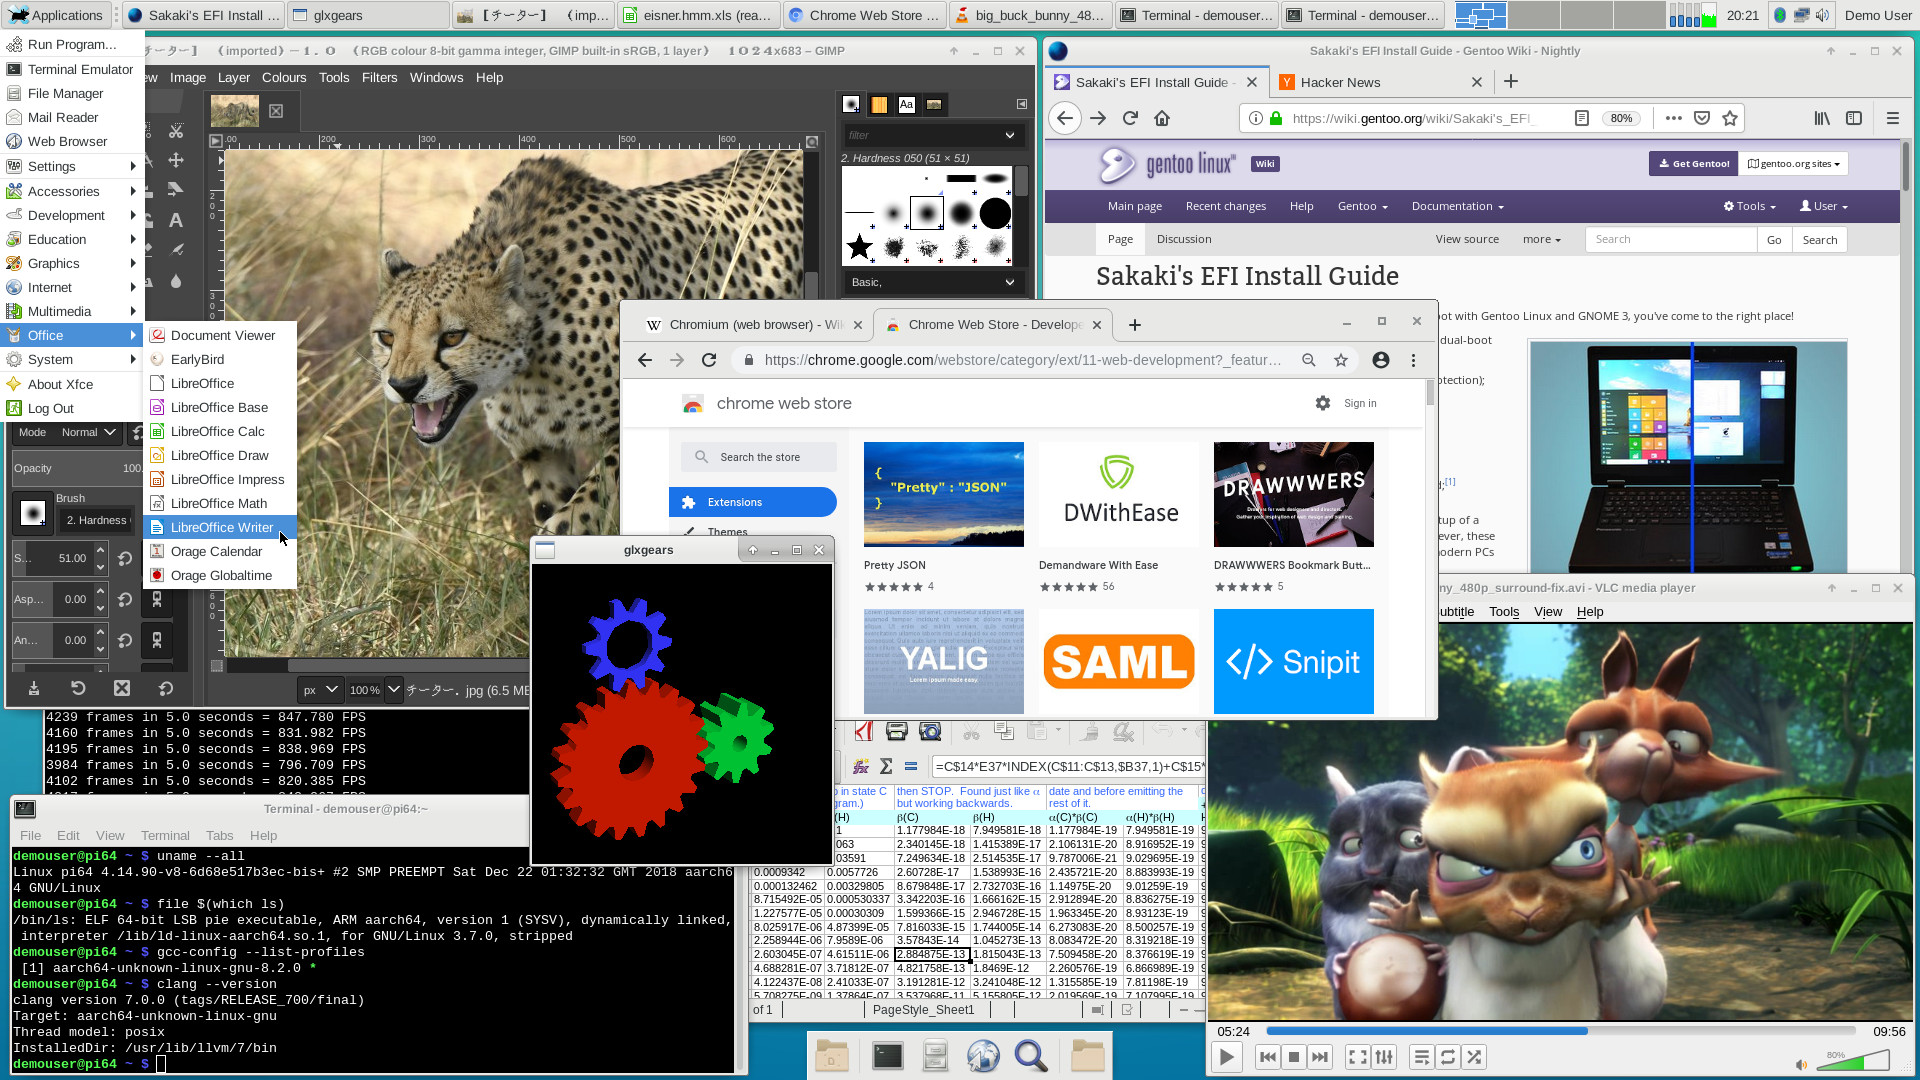 Applications
Sakaki's EFI Install ...
glxgears
[チーター] (imp...
eisner.hmm.xls (rea...
Chrome Web Store ...
big_buck_bunny_48...
Terminal - demouser...
Terminal - demouser...
20:21
Demo User
Run Program...
Terminal Emulator
File Manager
Mail Reader
Web Browser
Settings
Accessories
Development
Education
Graphics
Internet
Multimedia
Office
System
About Xfce
Log Out
Document Viewer
EarlyBird
LibreOffice
LibreOffice Base
LibreOffice Calc
LibreOffice Draw
LibreOffice Impress
LibreOffice Math
LibreOffice Writer
Orage Calendar
Orage Globaltime
ーター] (imported)-1.0 (RGB colour 8-bit gamma integer, GIMP built-in sRGB, 1 layer) 1024x683 – GIMP
ew Image Layer Colours Tools Filters Windows Help
200 300 400 500 600
filter
2. Hardness 050 (51 × 51)
Basic,
Mode Normal
Opacity 100.
Brush
2. Hardness
S... 51.00
Asp... 0.00
An... 0.00
px 100% チーター.jpg (6.5 MB
Sakaki's EFI Install Guide - Gentoo Wiki - Nightly
Sakaki's EFI Install Guide -
Hacker News
https://wiki.gentoo.org/wiki/Sakaki's_EFI_
80%
gentoo linux Wiki
Get Gentoo!
gentoo.org sites
Main page Recent changes Help Gentoo Documentation Tools User
Page Discussion View source more Search Go Search
Sakaki's EFI Install Guide
ot with Gentoo Linux and GNOME 3, you've come to the right place!
dual-boot
otection);
[1]
tup of a
ever, these
odern PCs
Chromium (web browser) - Wi
Chrome Web Store - Develope
https://chrome.google.com/webstore/category/ext/11-web-development?_featur...
chrome web store
Sign in
Search the store
Extensions
Themes
{
"Pretty" : "JSON"
}
DWithEase
DRAWWWERS
Pretty JSON
4
Demandware With Ease
56
DRAWWWERS Bookmark Butt...
5
YALIG
Lorem Ipsum made easy.
SAML
</> Snipit
glxgears
4239 frames in 5.0 seconds = 847.780 FPS
4160 frames in 5.0 seconds = 831.982 FPS
4195 frames in 5.0 seconds = 838.969 FPS
3984 frames in 5.0 seconds = 796.709 FPS
4102 frames in 5.0 seconds = 820.385 FPS
Terminal - demouser@pi64:~
File Edit View Terminal Tabs Help
demouser@pi64 ~ $ uname --all
Linux pi64 4.14.90-v8-6d68e517b3ec-bis+ #2 SMP PREEMPT Sat Dec 22 01:32:32 GMT 2018 aarch6
4 GNU/Linux
demouser@pi64 ~ $ file $(which ls)
/bin/ls: ELF 64-bit LSB pie executable, ARM aarch64, version 1 (SYSV), dynamically linked,
interpreter /lib/ld-linux-aarch64.so.1, for GNU/Linux 3.7.0, stripped
demouser@pi64 ~ $ gcc-config --list-profiles
[1] aarch64-unknown-linux-gnu-8.2.0 *
demouser@pi64 ~ $ clang --version
clang version 7.0.0 (tags/RELEASE_700/final)
Target: aarch64-unknown-linux-gnu
Thread model: posix
InstalledDir: /usr/lib/llvm/7/bin
demouser@pi64 ~ $
=C$14*E37*INDEX(C$11:C$13,$B37,1)+C$15*
in state C then STOP. Found just like α date and before emitting the
gram.) but working backwards. rest of it.
(H) β(C) β(H) α(C)*β(C) α(H)*β(H)
1 1.177984E-18 7.949581E-18 1.177984E-19 7.949581E-19
063 2.340145E-18 1.415389E-17 2.106131E-20 8.916952E-19
03591 7.249634E-18 2.514535E-17 9.787006E-21 9.029695E-19
0.0009342 0.0057726 2.60728E-17 1.538993E-16 2.435721E-20 8.883993E-19
0.000132462 0.00329805 8.679848E-17 2.732703E-16 1.14975E-20 9.01259E-19
8.715492E-05 0.000530337 3.342203E-16 1.666162E-15 2.912894E-20 8.836275E-19
1.227577E-05 0.00030309 1.599366E-15 2.946728E-15 1.963345E-20 8.93123E-19
8.025917E-06 4.87399E-05 7.816033E-15 1.744005E-14 6.273083E-20 8.500257E-19
2.258944E-06 7.9589E-06 3.57843E-14 1.045273E-13 8.083472E-20 8.319218E-19
2.603045E-07 4.61511E-06 2.884875E-13 1.815043E-13 7.509458E-20 8.376619E-19
4.688281E-07 3.71812E-07 4.821758E-13 1.8469E-12 2.260576E-19 6.866989E-19
4.122437E-08 2.41033E-07 3.191281E-12 3.241048E-12 1.315585E-19 7.81198E-19
5.708275E-09 1.37864E-07 3.537968E-11 5.155805E-12 2.019569E-19 7.107995E-19
of 1 PageStyle_Sheet1
ny_480p_surround-fix.avi - VLC media player
ubtitle Tools View Help
05:24
09:56
80%